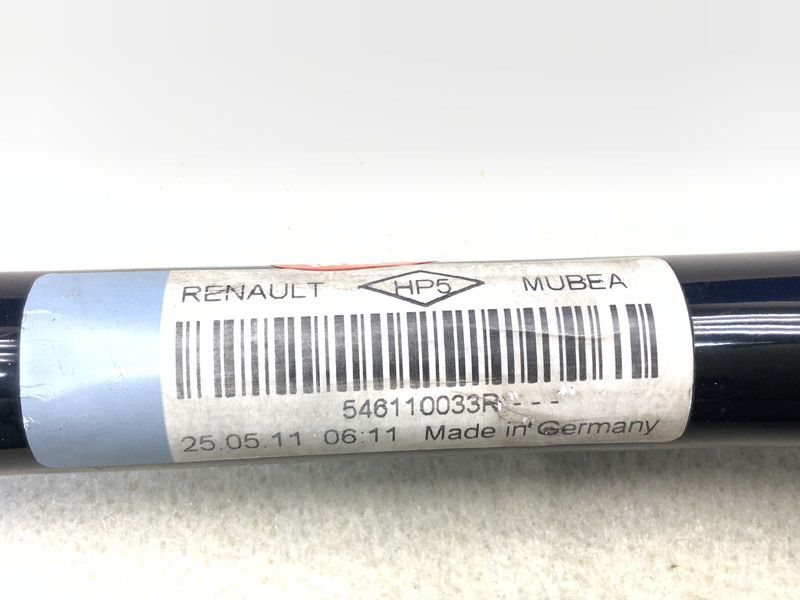 RENAULT HP5 MUBEA
546110033R - - -
25.05.11 06:11 Made in Germany